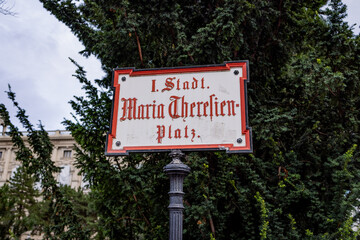 I. Stadt.
Maria Theresien-
Platz.